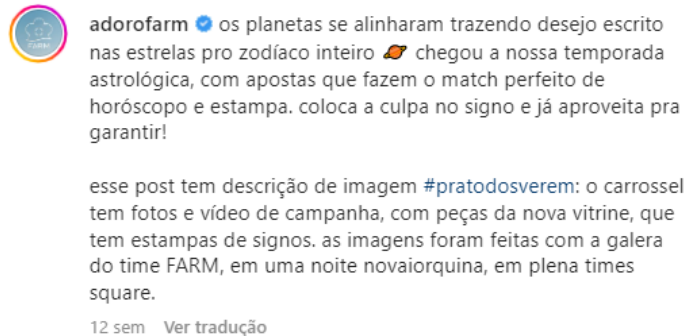 adorofarm os planetas se alinharam trazendo desejo escrito
nas estrelas pro zodíaco inteiro 🪐 chegou a nossa temporada
astrológica, com apostas que fazem o match perfeito de
horóscopo e estampa. coloca a culpa no signo e já aproveita pra
garantir!
esse post tem descrição de imagem #pratodosverem: o carrossel
tem fotos e vídeo de campanha, com peças da nova vitrine, que
tem estampas de signos. as imagens foram feitas com a galera
do time FARM, em uma noite novaiorquina, em plena times
square.
12 sem Ver tradução
FARM